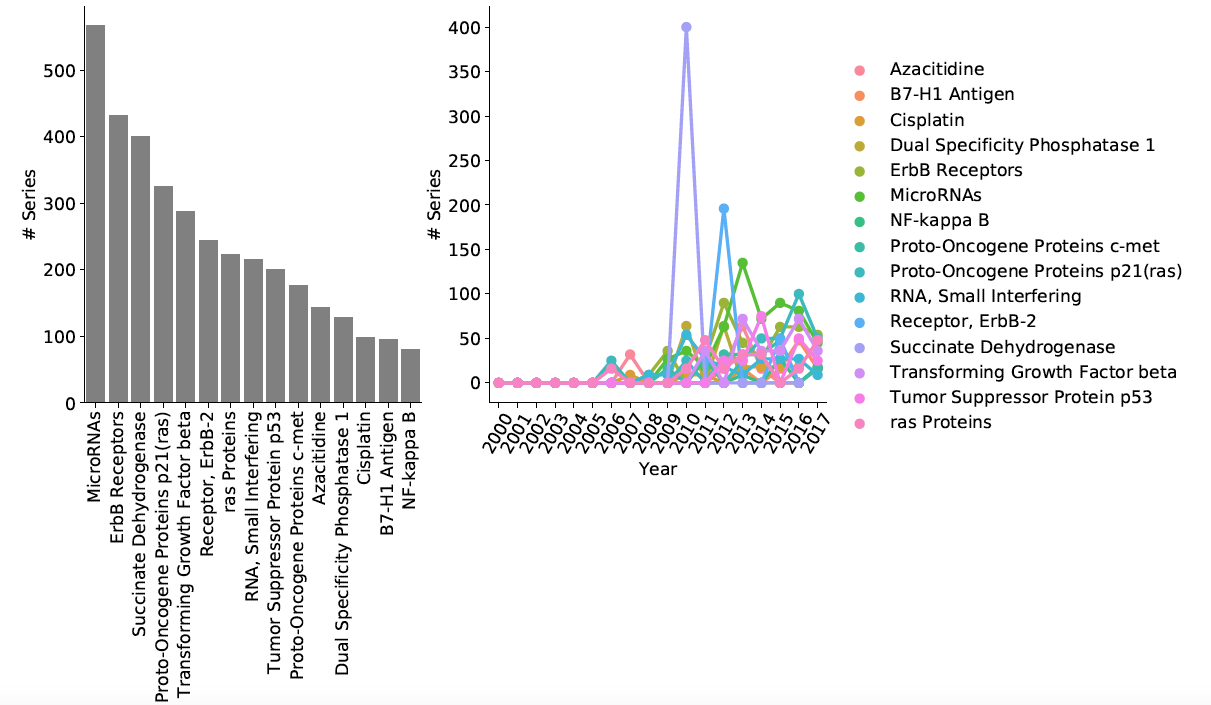 # Series
500
400
300
200
100
0
MicroRNAs
ErbB Receptors
Succinate Dehydrogenase
Proto-Oncogene Proteins p21(ras)
Transforming Growth Factor beta
Receptor, ErbB-2
ras Proteins
RNA, Small Interfering
Tumor Suppressor Protein p53
Proto-Oncogene Proteins c-met
Azacitidine
Dual Specificity Phosphatase 1
Cisplatin
B7-H1 Antigen
NF-kappa B
# Series
400
350
300
250
200
150
100
50
0
2000
2001
2002
2003
2004
2005
2006
2007
2008
2009
2010
2011
2012
2013
2014
2015
2016
2017
Year
Azacitidine
B7-H1 Antigen
Cisplatin
Dual Specificity Phosphatase 1
ErbB Receptors
MicroRNAs
NF-kappa B
Proto-Oncogene Proteins c-met
Proto-Oncogene Proteins p21(ras)
RNA, Small Interfering
Receptor, ErbB-2
Succinate Dehydrogenase
Transforming Growth Factor beta
Tumor Suppressor Protein p53
ras Proteins